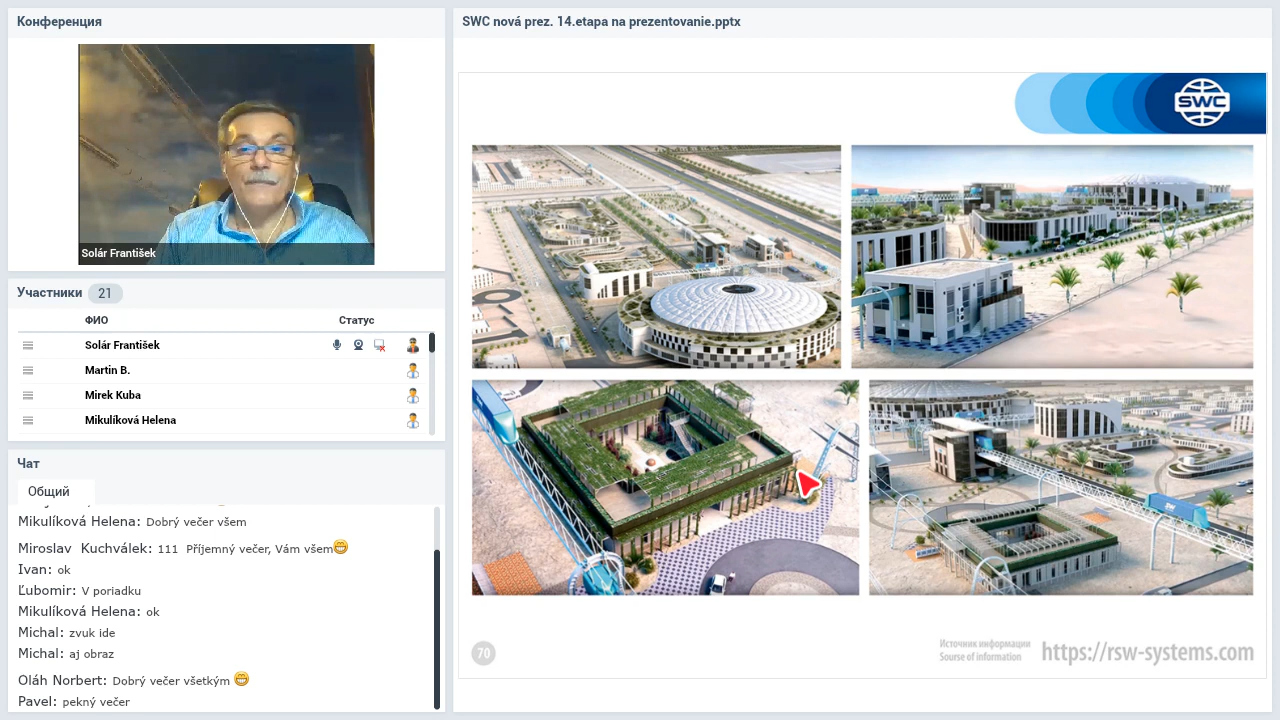 Конференция
Solár František
Участники 21
ФИО Статус
Solár František
Martin B.
Mirek Kuba
Mikulíková Helena
Чат
Общий
Mikulíková Helena: Dobrý večer všem
Miroslav Kuchválek: 111 Příjemný večer, Vám všem
Ivan: ok
Ľubomir: V poriadku
Mikulíková Helena: ok
Michal: zvuk ide
Michal: aj obraz
Oláh Norbert: Dobrý večer všetkým
Pavel: pekný večer
SWC nová prez. 14.etapa na prezentovanie.pptx
SWC
70
Источник информации
Sourse of information
https://rsw-systems.com